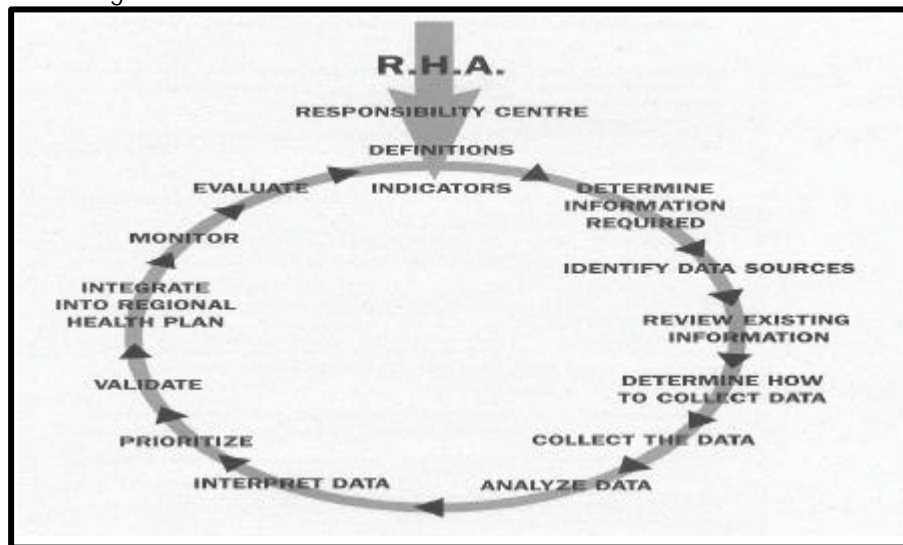 R.H.A.
RESPONSIBILITY CENTRE
DEFINITIONS
INDICATORS
DETERMINE
INFORMATION
REQUIRED
IDENTIFY DATA SOURCES
REVIEW EXISTING
INFORMATION
DETERMINE HOW
TO COLLECT DATA
COLLECT THE DATA
ANALYZE DATA
INTERPRET DATA
PRIORITIZE
VALIDATE
INTEGRATE
INTO REGIONAL
HEALTH PLAN
MONITOR
EVALUATE